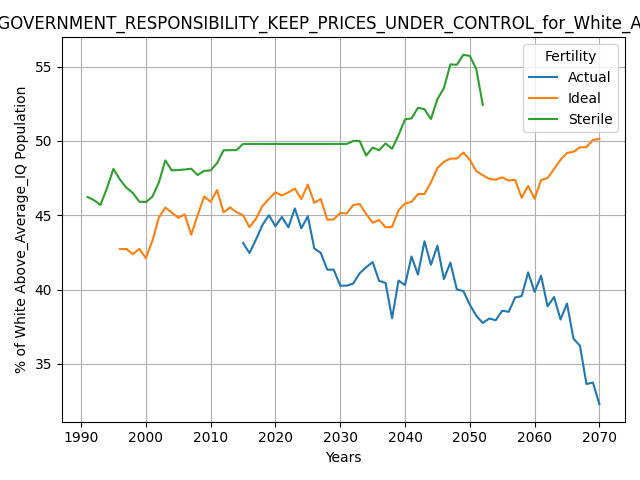 GOVERNMENT_RESPONSIBILITY_KEEP_PRICES_UNDER_CONTROL_for_White_A
% of White Above_Average_IQ Population
55
50
45
40
35
Fertility
Actual
Ideal
Sterile
1990 2000 2010 2020 2030 2040 2050 2060 2070
Years